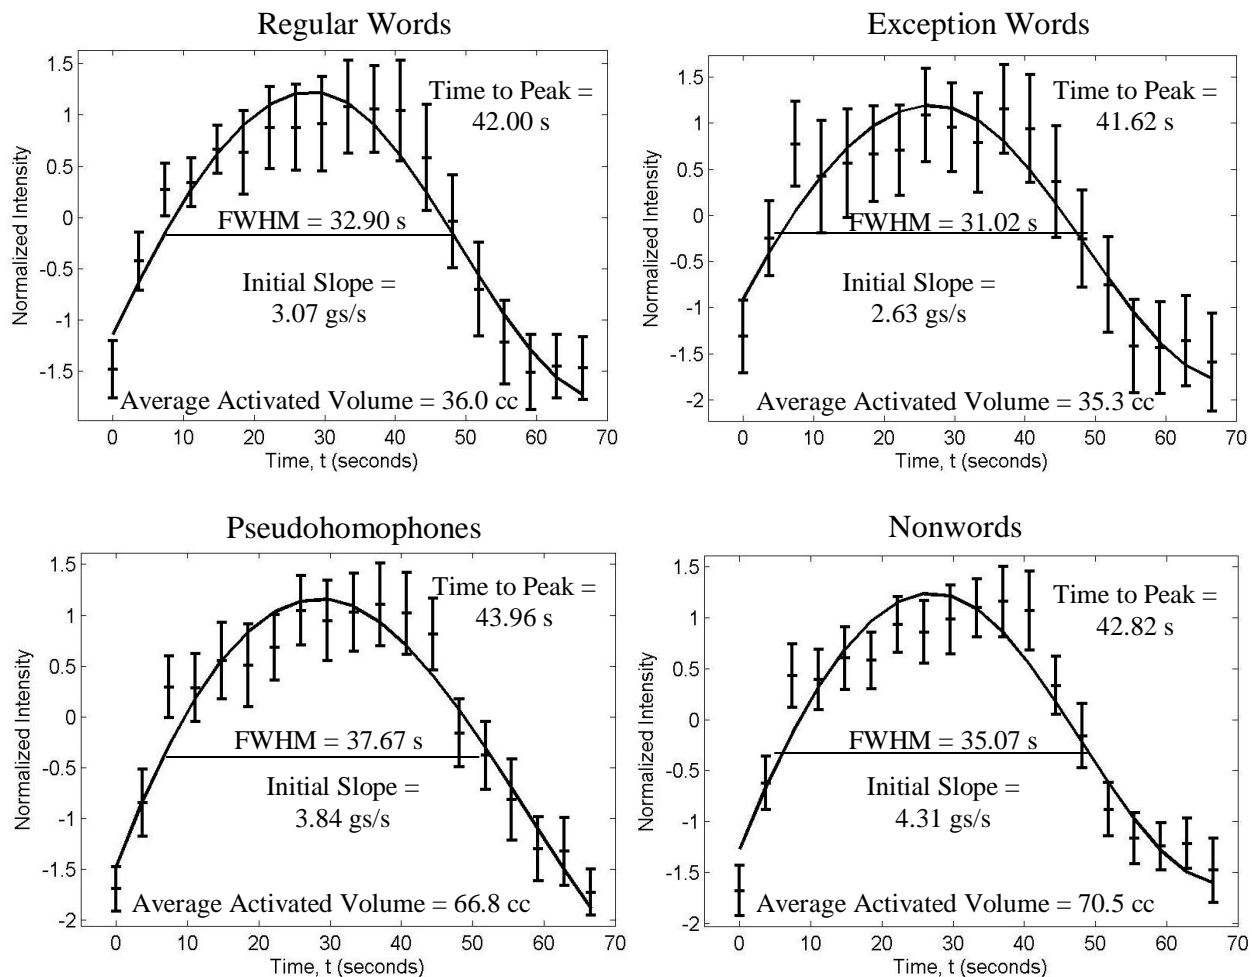 Regular Words
1.5
1
0.5
0
-0.5
-1
-1.5
Normalized Intensity
Time to Peak =
42.00 s
FWHM = 32.90 s
Initial Slope =
3.07 gs/s
Average Activated Volume = 36.0 cc
0 10 20 30 40 50 60 70
Time, t (seconds)
Exception Words
1.5
1
0.5
0
-0.5
-1
-1.5
-2
Normalized Intensity
Time to Peak =
41.62 s
FWHM = 31.02 s
Initial Slope =
2.63 gs/s
Average Activated Volume = 35.3 cc
0 10 20 30 40 50 60 70
Time, t (seconds)
Pseudohomophones
1.5
1
0.5
0
-0.5
-1
-1.5
-2
Normalized Intensity
Time to Peak =
43.96 s
FWHM = 37.67 s
Initial Slope =
3.84 gs/s
Average Activated Volume = 66.8 cc
0 10 20 30 40 50 60 70
Time, t (seconds)
Nonwords
1.5
1
0.5
0
-0.5
-1
-1.5
-2
Normalized Intensity
Time to Peak =
42.82 s
FWHM = 35.07 s
Initial Slope =
4.31 gs/s
Average Activated Volume = 70.5 cc
0 10 20 30 40 50 60 70
Time, t (seconds)